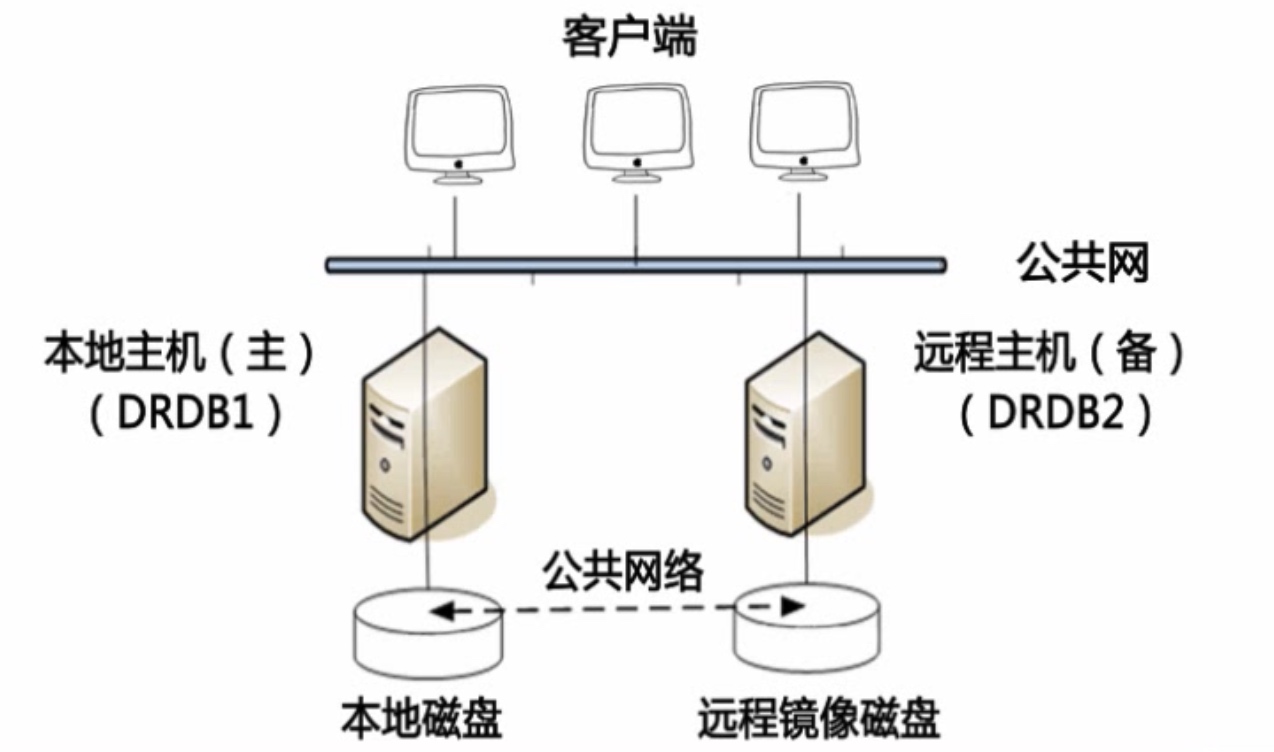 客户端
公共网
本地主机（主）
（DRDB1）
远程主机（备）
（DRDB2）
公共网络
本地磁盘
远程镜像磁盘